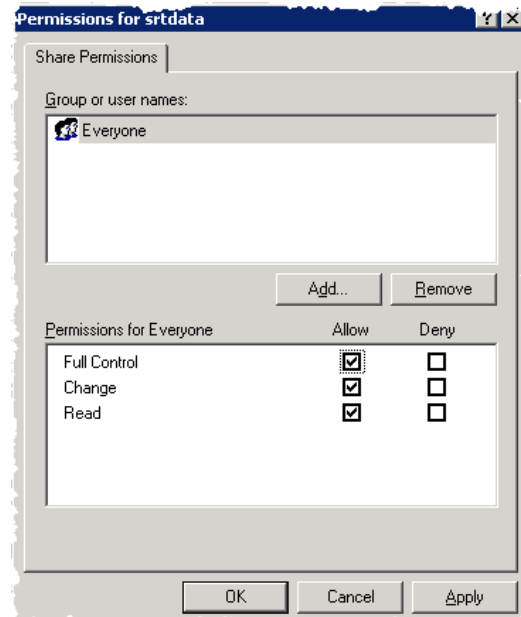 Permissions for srtdata
Share Permissions
Group or user names:
Everyone
Add... Remove
Permissions for Everyone Allow Deny
Full Control
Change
Read
OK Cancel Apply